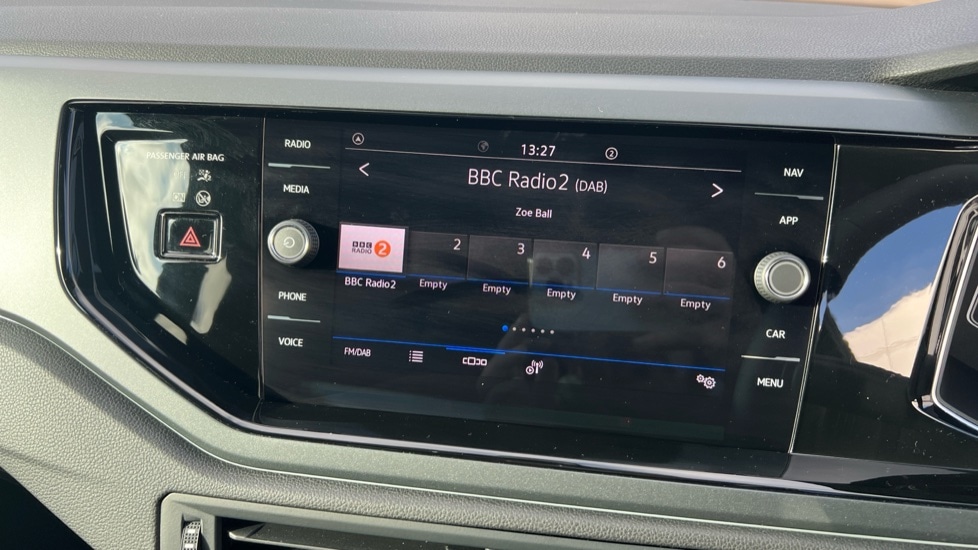 PASSENGER AIR BAG
RADIO
MEDIA
PHONE
VOICE
13:27
2
BBC Radio2 (DAB)
Zoe Ball
BBC RADIO 2
2
3
4
5
6
BBC Radio2
Empty
Empty
Empty
Empty
Empty
FM/DAB
NAV
APP
CAR
MENU